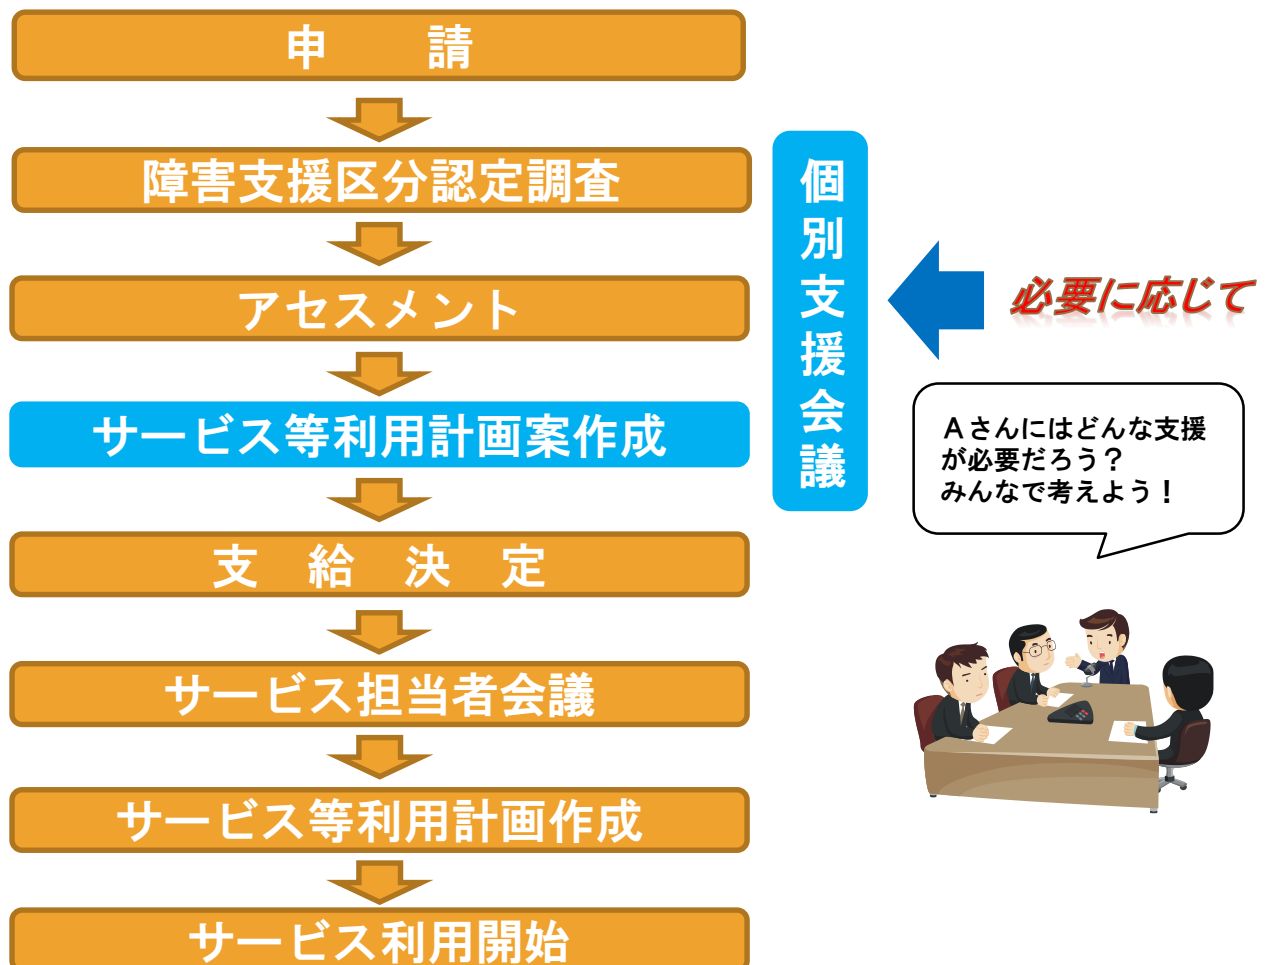 申　　請
障害支援区分認定調査
アセスメント
サービス等利用計画案作成
支　給　決　定
サービス担当者会議
サービス等利用計画作成
サービス利用開始
個別支援会議
必要に応じて
Ａさんにはどんな支援
が必要だろう？
みんなで考えよう！